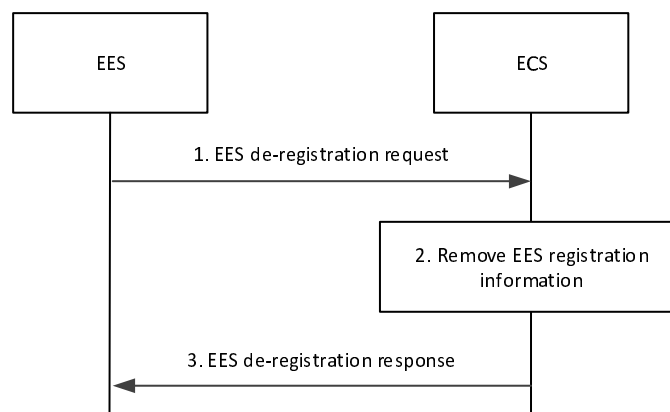 EES
ECS
1. EES de-registration request
2. Remove EES registration
information
3. EES de-registration response